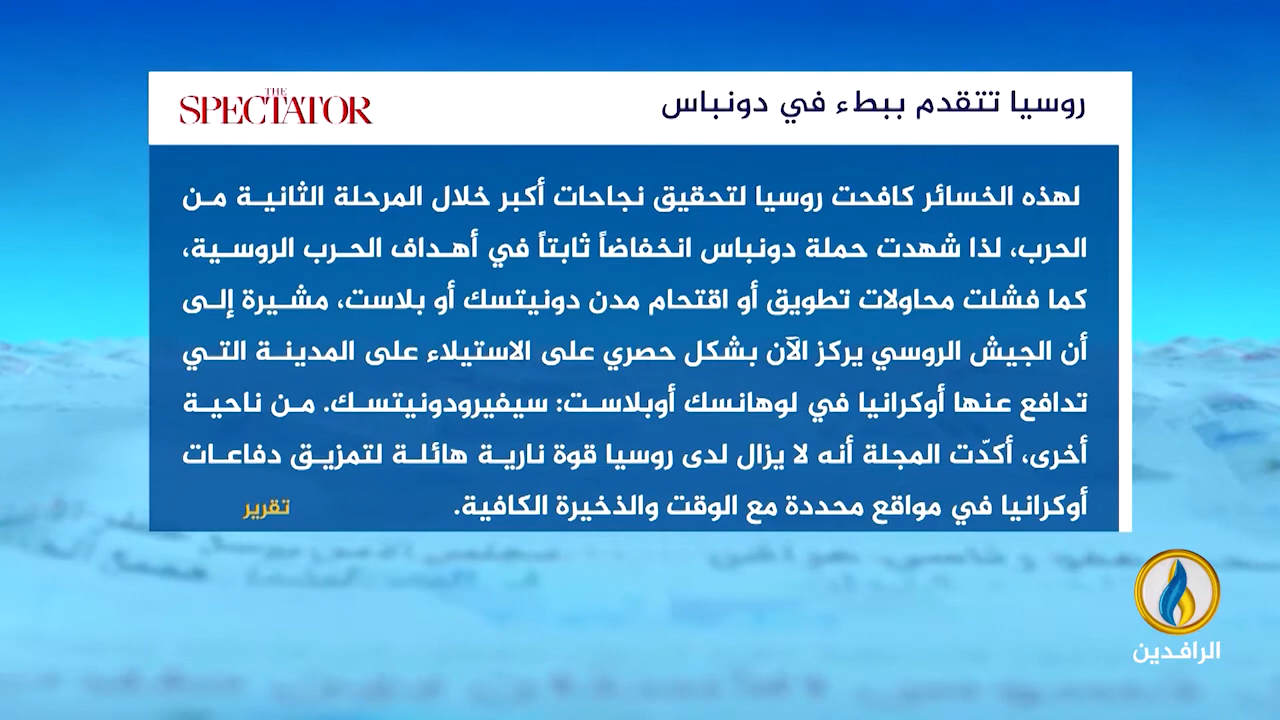 روسيا تتقدم ببطء في دونباس
THE
SPECTATOR
لهذه الخسائر كافحت روسيا لتحقيق نجاحات أكبر خلال المرحلة الثانية من
الحرب، لذا شهدت حملة دونباس انخفاضاً ثابتاً في أهداف الحرب الروسية،
كما فشلت محاولات تطويق أو اقتحام مدن دونيتسك أو بلاست، مشيرة إلى
أن الجيش الروسي يركز الآن بشكل حصري على الاستيلاء على المدينة التي
تدافع عنها أوكرانيا في لوهانسك أوبلاست: سيفيرودونيتسك. من ناحية
أخرى، أكدّت المجلة أنه لا يزال لدى روسيا قوة نارية هائلة لتمزيق دفاعات
أوكرانيا في مواقع محددة مع الوقت والذخيرة الكافية.
تقرير
الرافدين